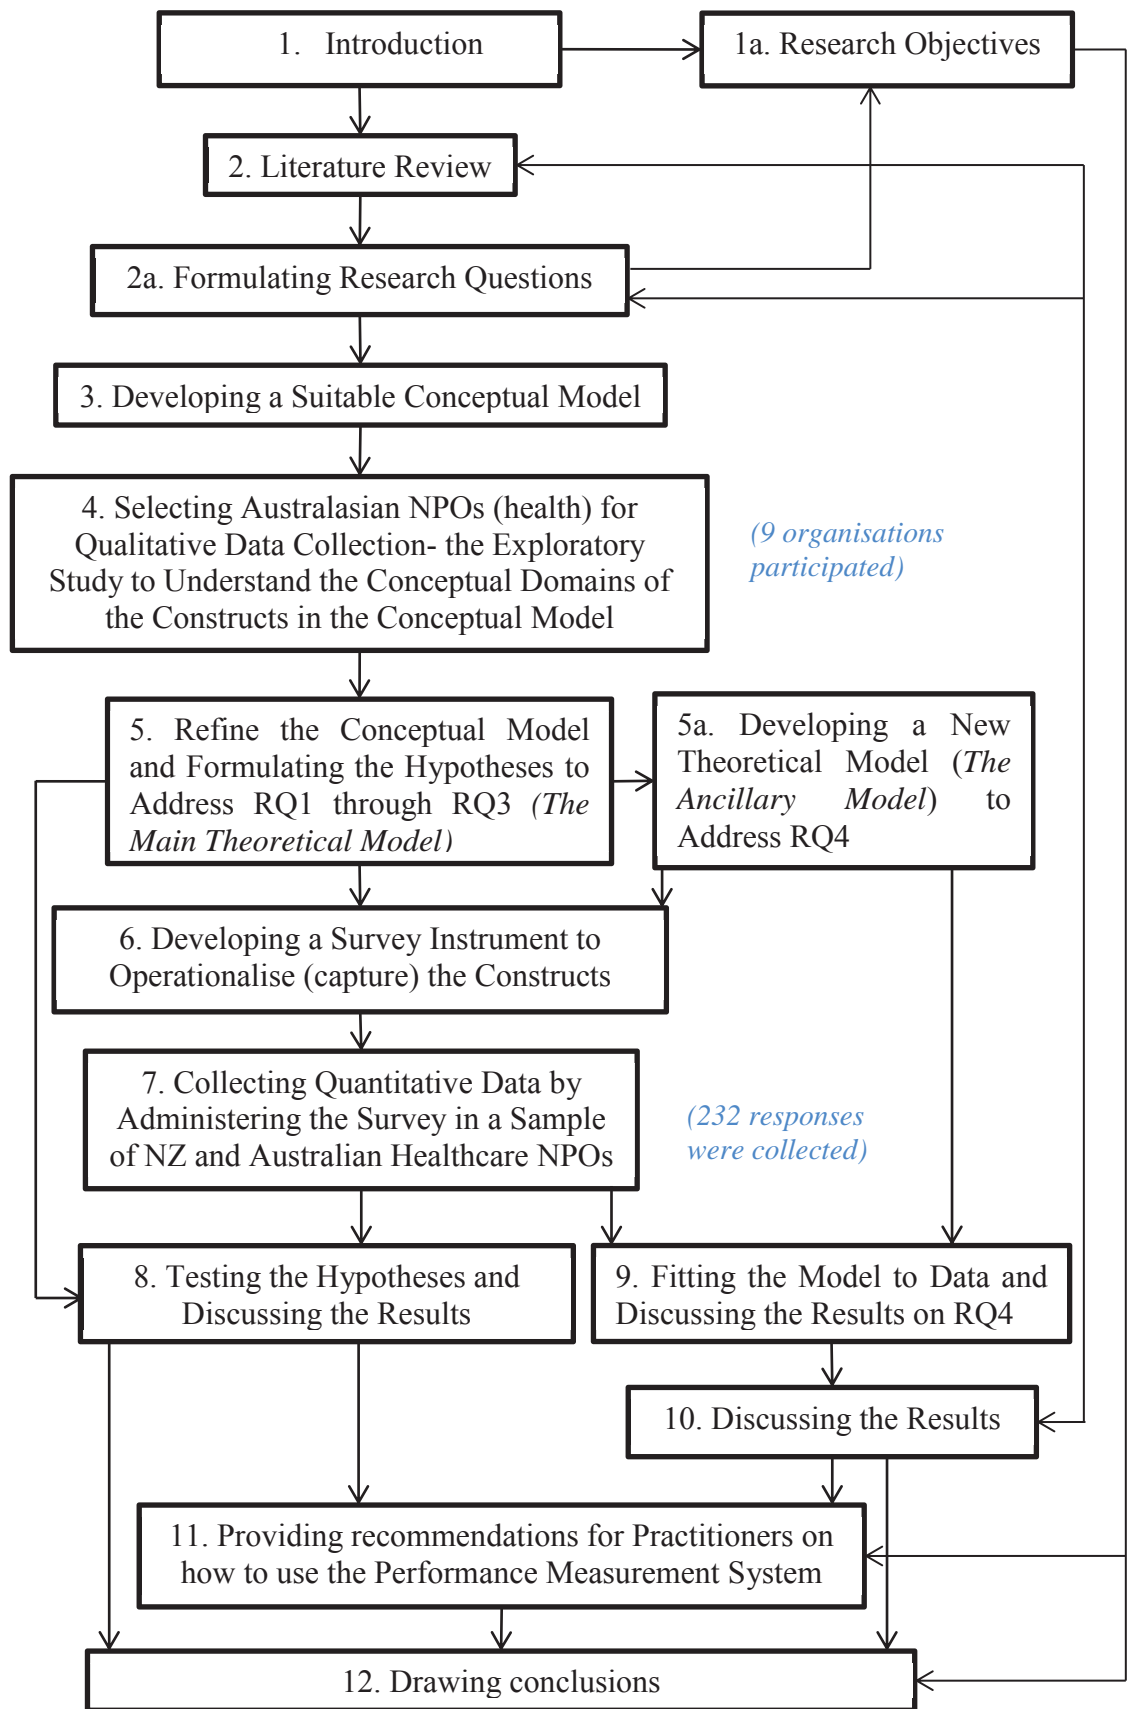 1. Introduction
1a. Research Objectives
2. Literature Review
2a. Formulating Research Questions
3. Developing a Suitable Conceptual Model
4. Selecting Australasian NPOs (health) for
Qualitative Data Collection- the Exploratory
Study to Understand the Conceptual Domains of
the Constructs in the Conceptual Model
(9 organisations
participated)
5. Refine the Conceptual Model
and Formulating the Hypotheses to
Address RQ1 through RQ3 (The
Main Theoretical Model)
5a. Developing a New
Theoretical Model (The
Ancillary Model) to
Address RQ4
6. Developing a Survey Instrument to
Operationalise (capture) the Constructs
7. Collecting Quantitative Data by
Administering the Survey in a Sample
of NZ and Australian Healthcare NPOs
(232 responses
were collected)
8. Testing the Hypotheses and
Discussing the Results
9. Fitting the Model to Data and
Discussing the Results on RQ4
10. Discussing the Results
11. Providing recommendations for Practitioners on
how to use the Performance Measurement System
12. Drawing conclusions